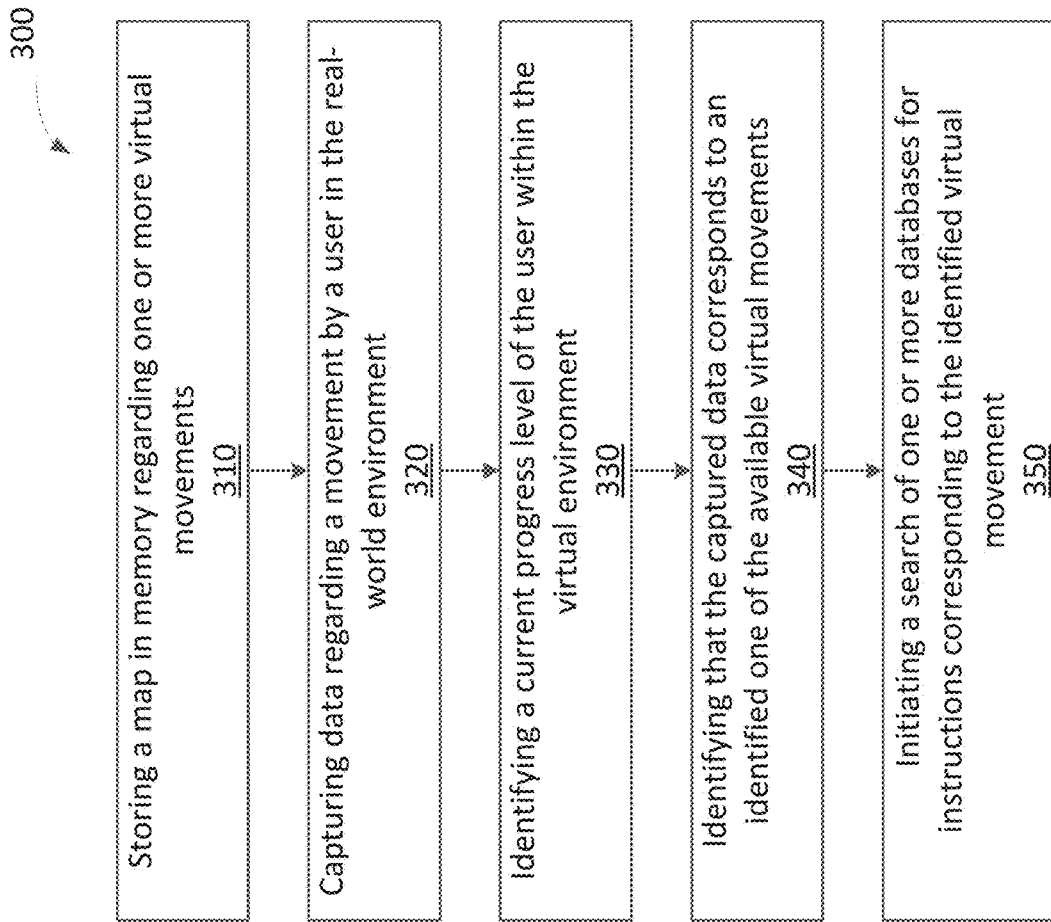 300
Storing a map in memory regarding one or more virtual
movements
310
Capturing data regarding a movement by a user in the real-
world environment
320
Identifying a current progress level of the user within the
virtual environment
330
Identifying that the captured data corresponds to an
identified one of the available virtual movements
340
Initiating a search of one or more databases for
instructions corresponding to the identified virtual
movement
350